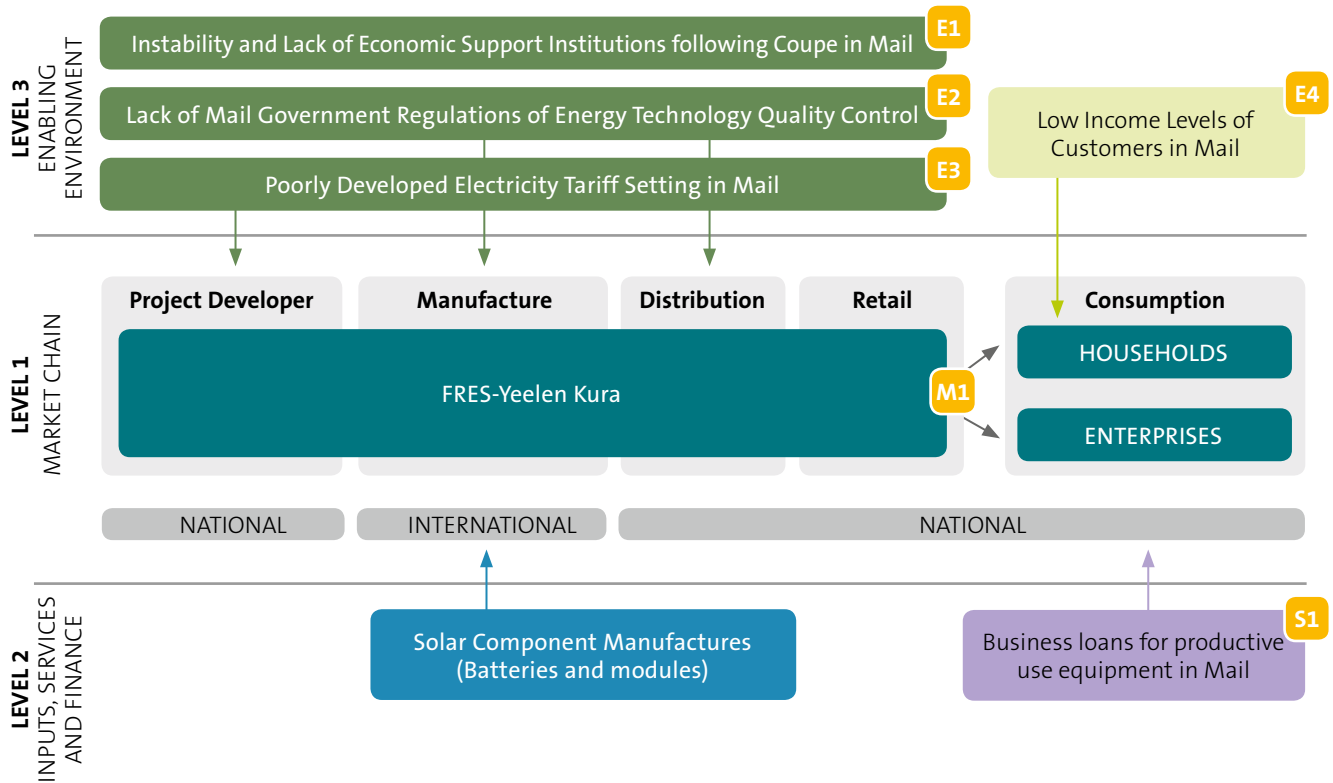 LEVEL 3
ENABLING
ENVIRONMENT
Instability and Lack of Economic Support Institutions following Coupe in Mail
E1
Lack of Mail Government Regulations of Energy Technology Quality Control
E2
Poorly Developed Electricity Tariff Setting in Mail
E3
Low Income Levels of
Customers in Mail
E4
LEVEL 1
MARKET CHAIN
Project Developer
Manufacture
Distribution
Retail
Consumption
FRES-Yeelen Kura
M1
HOUSEHOLDS
ENTERPRISES
NATIONAL
INTERNATIONAL
NATIONAL
LEVEL 2
INPUTS, SERVICES
AND FINANCE
Solar Component Manufactures
(Batteries and modules)
Business loans for productive
use equipment in Mail
S1